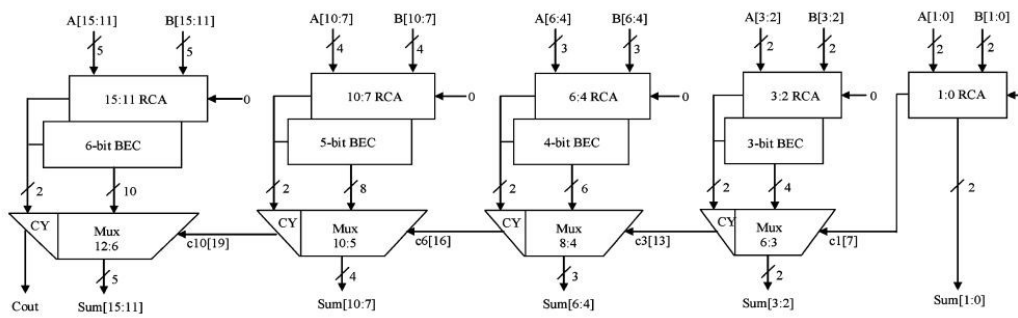 A[15:11] B[15:11] A[10:7] B[10:7] A[6:4] B[6:4] A[3:2] B[3:2] A[1:0] B[1:0]
5 5 4 4 3 3 2 2 2 2
15:11 RCA 0 10:7 RCA 0 6:4 RCA 0 3:2 RCA 0 1:0 RCA
6-bit BEC 5-bit BEC 4-bit BEC 3-bit BEC
2 10 2 8 2 6 2 4 2
CY Mux CY Mux CY Mux CY Mux
12:6 c10[19] 10:5 c6[16] 8:4 c3[13] 6:3 c1[7]
5 4 3 2
Cout Sum[15:11] Sum[10:7] Sum[6:4] Sum[3:2] Sum[1:0]